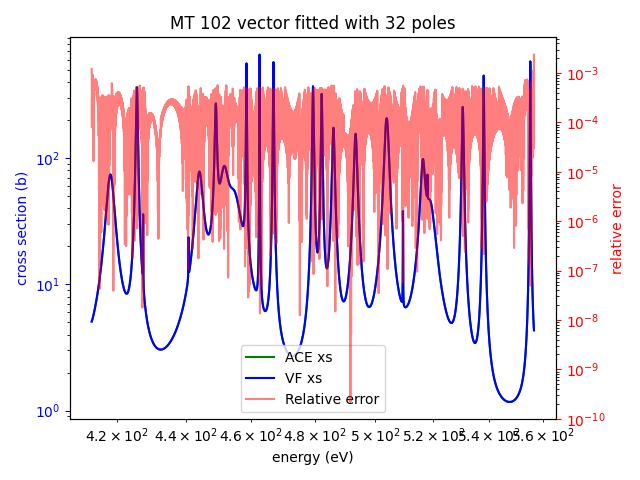 MT 102 vector fitted with 32 poles
cross section (b)
10²
10¹
10⁰
10⁻³
10⁻⁴
10⁻⁵
10⁻⁶
10⁻⁷
10⁻⁸
10⁻⁹
10⁻¹⁰
relative error
ACE xs
VF xs
Relative error
4.2 × 10² 4.4 × 10² 4.6 × 10² 4.8 × 10² 5 × 10² 5.2 × 10² 5.4 × 10² 5.6 × 10²
energy (eV)